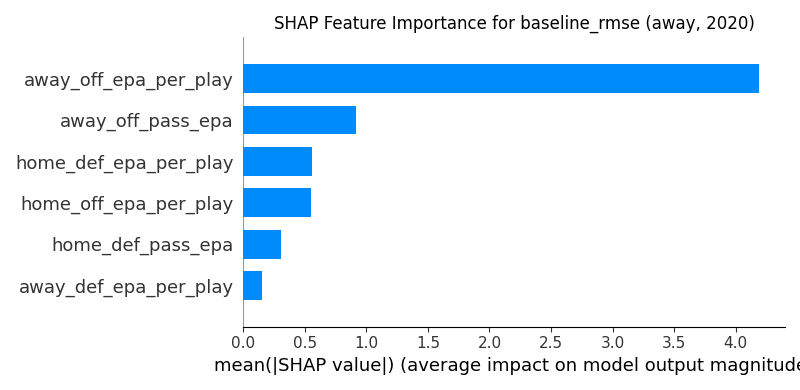 SHAP Feature Importance for baseline_rmse (away, 2020)
away_off_epa_per_play
away_off_pass_epa
home_def_epa_per_play
home_off_epa_per_play
home_def_pass_epa
away_def_epa_per_play
0.0 0.5 1.0 1.5 2.0 2.5 3.0 3.5 4.0
mean(|SHAP value|) (average impact on model output magnitude